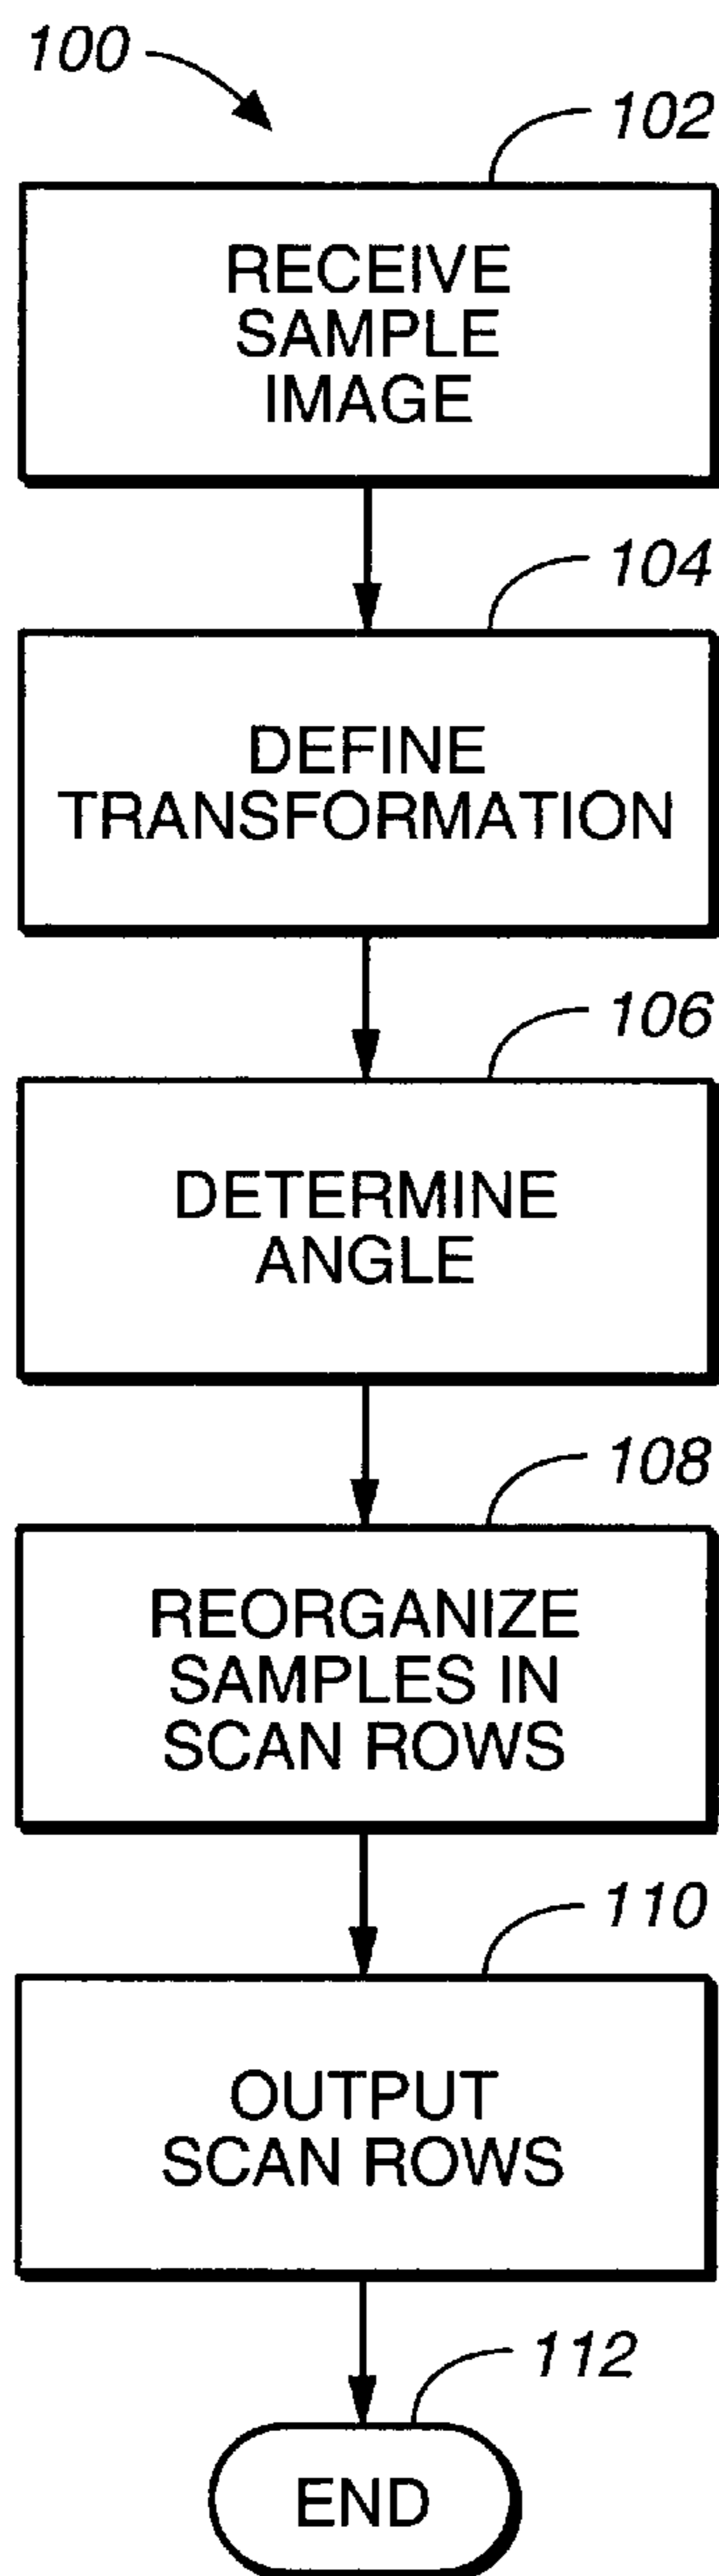 100
102
RECEIVE
SAMPLE
IMAGE
104
DEFINE
TRANSFORMATION
106
DETERMINE
ANGLE
108
REORGANIZE
SAMPLES IN
SCAN ROWS
110
OUTPUT
SCAN ROWS
112
END